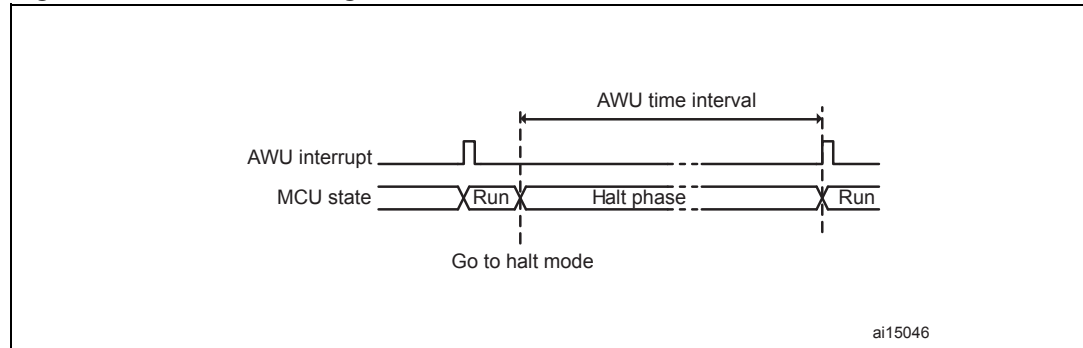 AWU time interval
AWU interrupt
MCU state Run Halt phase Run
Go to halt mode
ai15046